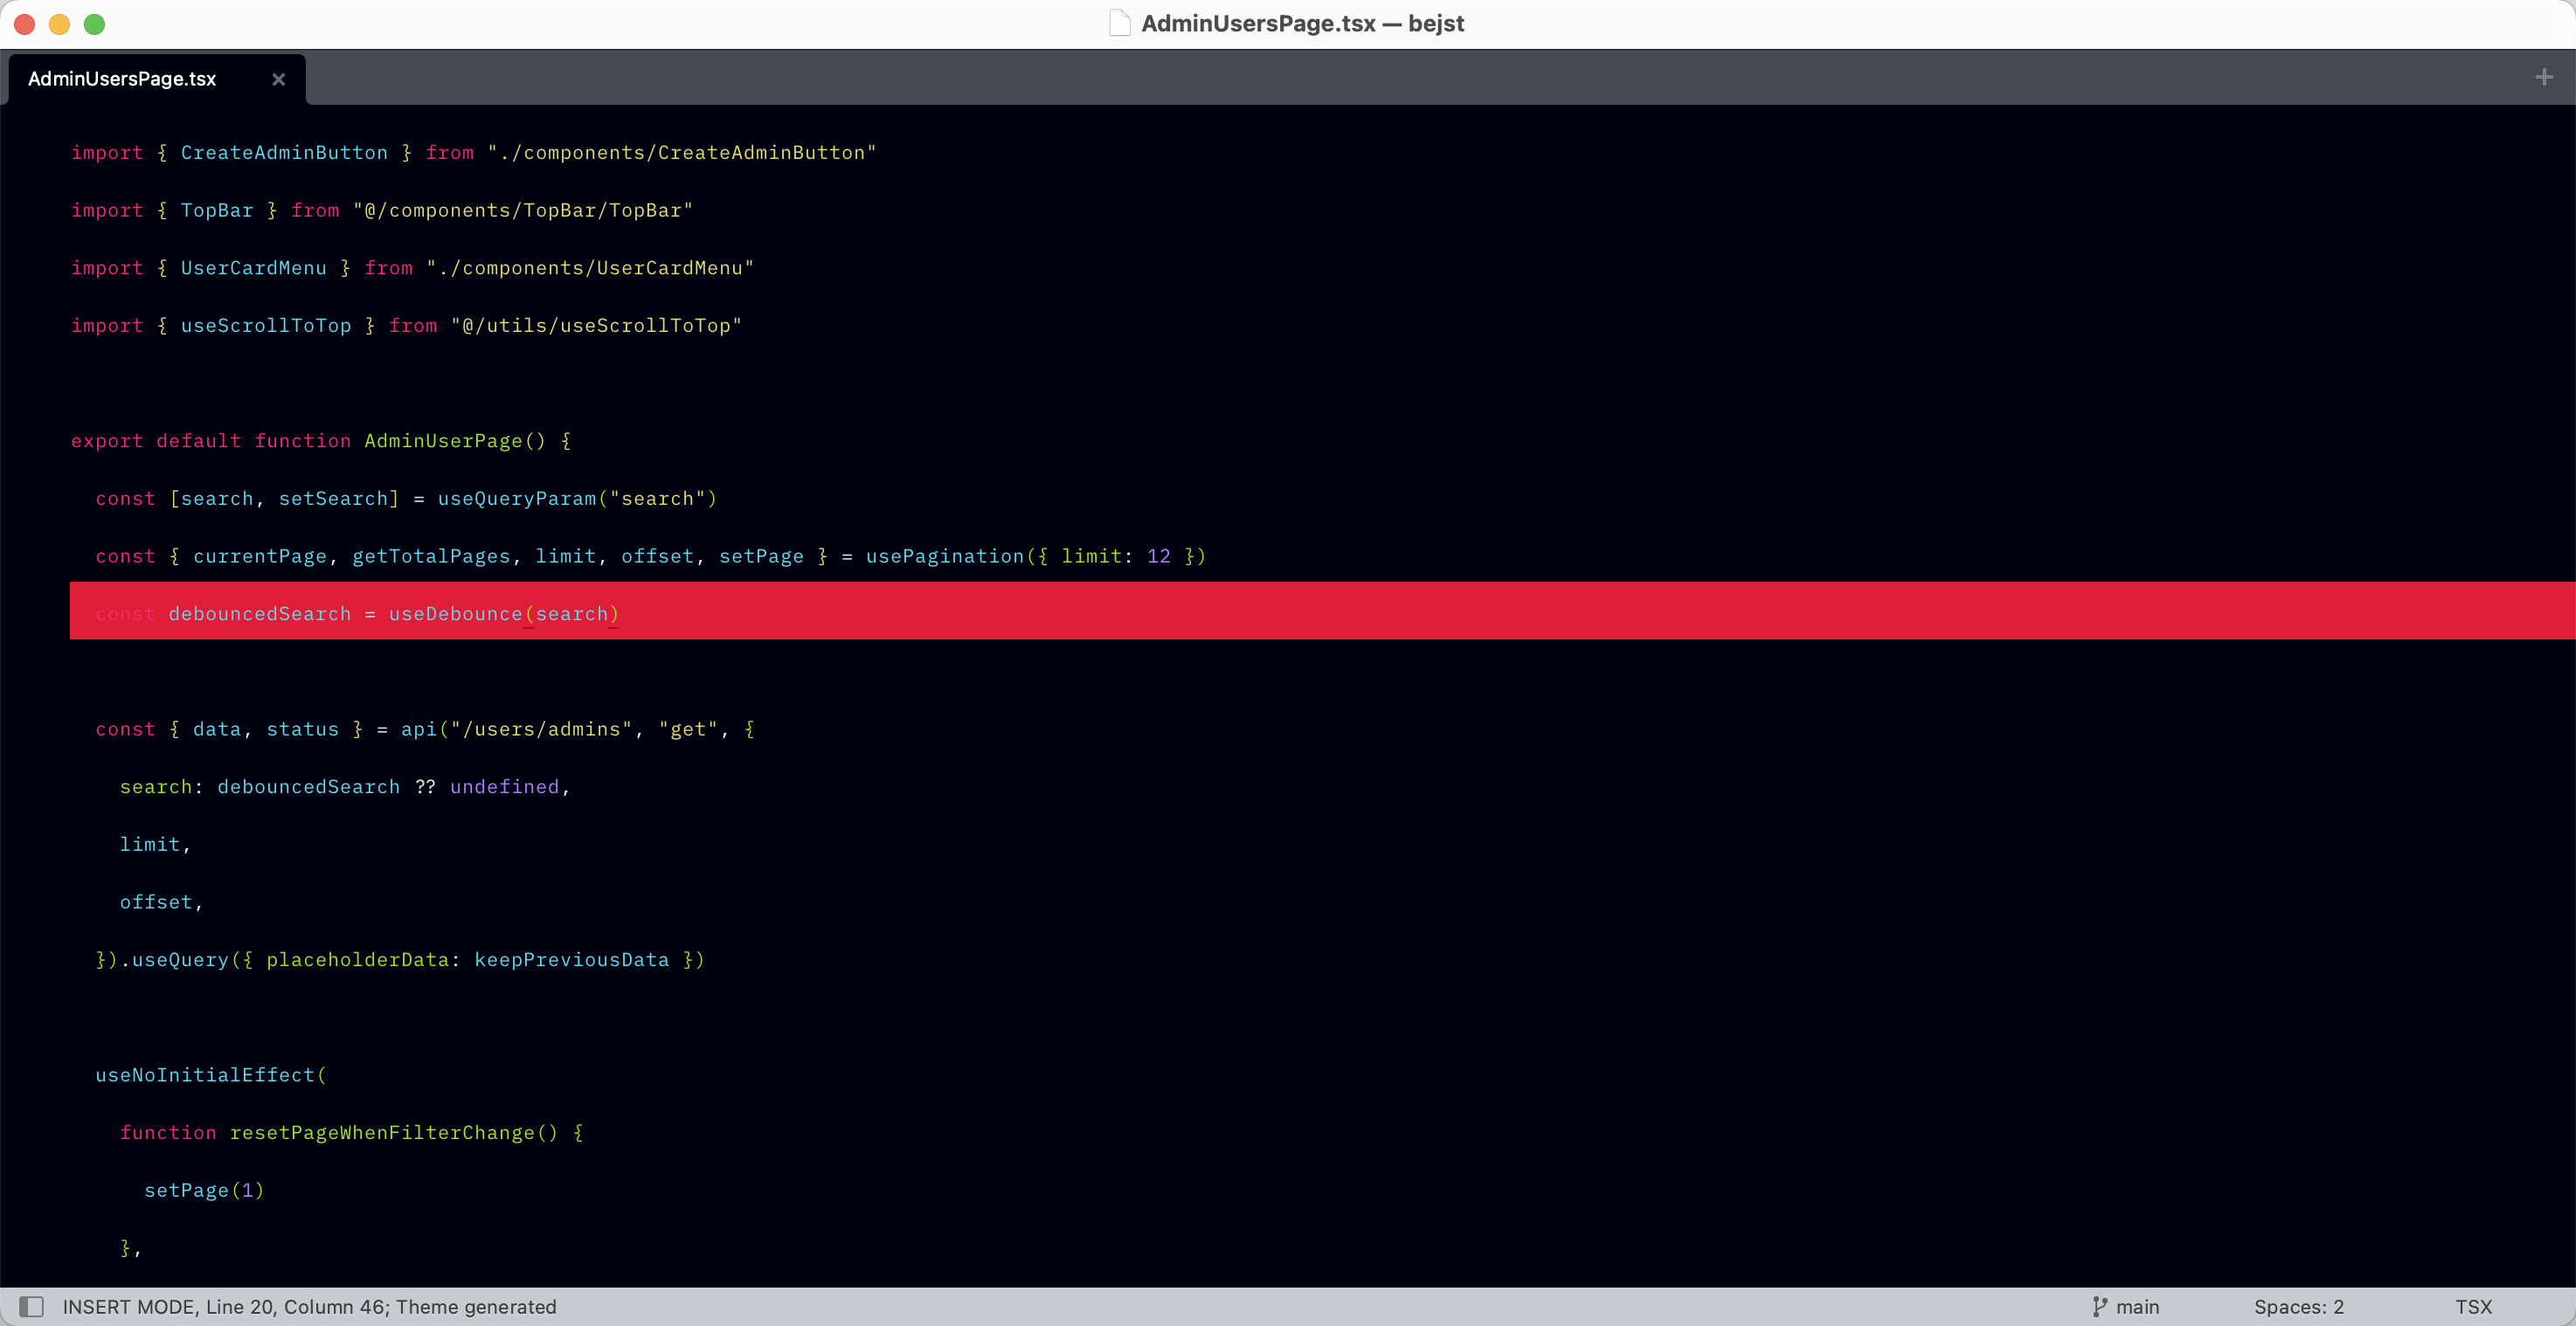 AdminUsersPage.tsx — bejst
AdminUsersPage.tsx
import { CreateAdminButton } from "./components/CreateAdminButton"
import { TopBar } from "@/components/TopBar/TopBar"
import { UserCardMenu } from "./components/UserCardMenu"
import { useScrollToTop } from "@/utils/useScrollToTop"
export default function AdminUserPage() {
  const [search, setSearch] = useQueryParam("search")
  const { currentPage, getTotalPages, limit, offset, setPage } = usePagination({ limit: 12 })
  const debouncedSearch = useDebounce(search)
  const { data, status } = api("/users/admins", "get", {
    search: debouncedSearch ?? undefined,
    limit,
    offset,
  }).useQuery({ placeholderData: keepPreviousData })
  useNoInitialEffect(
    function resetPageWhenFilterChange() {
      setPage(1)
    },
INSERT MODE, Line 20, Column 46; Theme generated
main
Spaces: 2
TSX